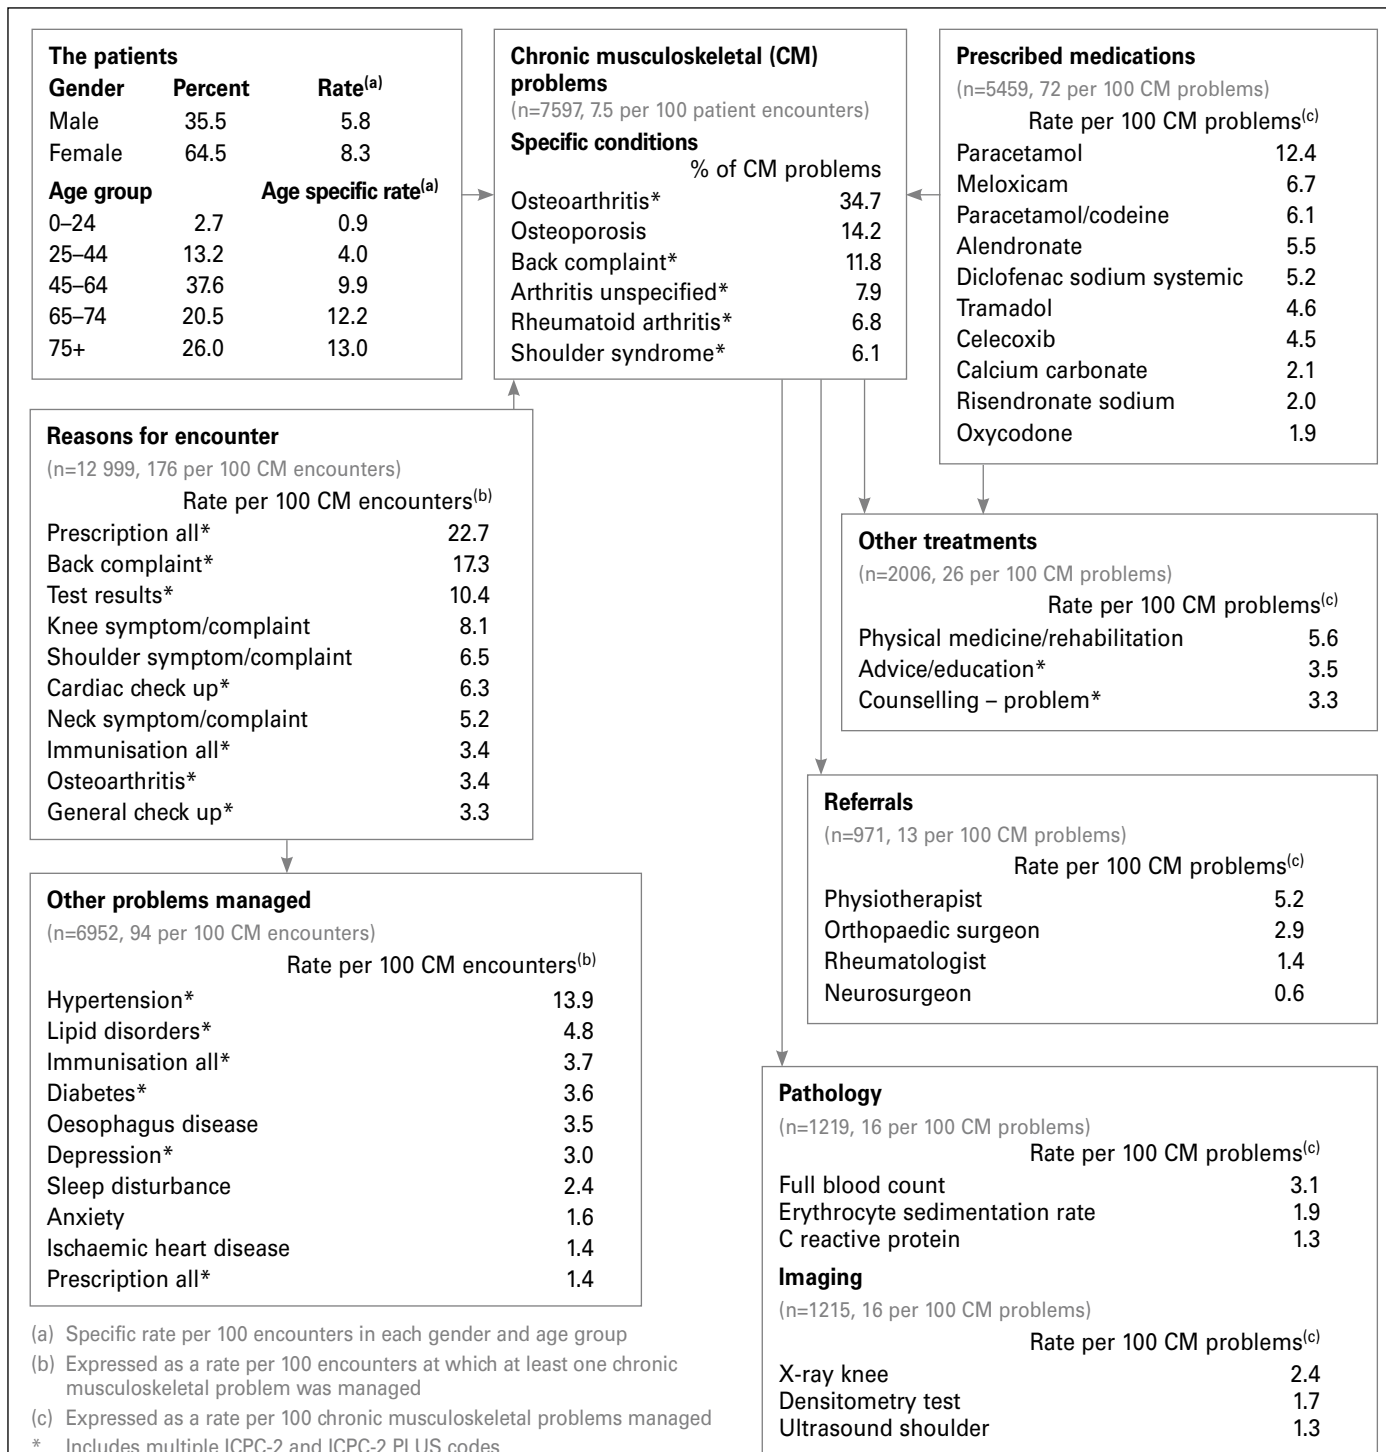 The patients
Gender Percent Rate(a)
Male 35.5 5.8
Female 64.5 8.3
Age group Age specific rate(a)
0–24 2.7 0.9
25–44 13.2 4.0
45–64 37.6 9.9
65–74 20.5 12.2
75+ 26.0 13.0
Chronic musculoskeletal (CM)
problems
(n=7597, 7.5 per 100 patient encounters)
Specific conditions
% of CM problems
Osteoarthritis* 34.7
Osteoporosis 14.2
Back complaint* 11.8
Arthritis unspecified* 7.9
Rheumatoid arthritis* 6.8
Shoulder syndrome* 6.1
Prescribed medications
(n=5459, 72 per 100 CM problems)
Rate per 100 CM problems(c)
Paracetamol 12.4
Meloxicam 6.7
Paracetamol/codeine 6.1
Alendronate 5.5
Diclofenac sodium systemic 5.2
Tramadol 4.6
Celecoxib 4.5
Calcium carbonate 2.1
Risendronate sodium 2.0
Oxycodone 1.9
Reasons for encounter
(n=12 999, 176 per 100 CM encounters)
Rate per 100 CM encounters(b)
Prescription all* 22.7
Back complaint* 17.3
Test results* 10.4
Knee symptom/complaint 8.1
Shoulder symptom/complaint 6.5
Cardiac check up* 6.3
Neck symptom/complaint 5.2
Immunisation all* 3.4
Osteoarthritis* 3.4
General check up* 3.3
Other treatments
(n=2006, 26 per 100 CM problems)
Rate per 100 CM problems(c)
Physical medicine/rehabilitation 5.6
Advice/education* 3.5
Counselling – problem* 3.3
Referrals
(n=971, 13 per 100 CM problems)
Rate per 100 CM problems(c)
Physiotherapist 5.2
Orthopaedic surgeon 2.9
Rheumatologist 1.4
Neurosurgeon 0.6
Other problems managed
(n=6952, 94 per 100 CM encounters)
Rate per 100 CM encounters(b)
Hypertension* 13.9
Lipid disorders* 4.8
Immunisation all* 3.7
Diabetes* 3.6
Oesophagus disease 3.5
Depression* 3.0
Sleep disturbance 2.4
Anxiety 1.6
Ischaemic heart disease 1.4
Prescription all* 1.4
Pathology
(n=1219, 16 per 100 CM problems)
Rate per 100 CM problems(c)
Full blood count 3.1
Erythrocyte sedimentation rate 1.9
C reactive protein 1.3
Imaging
(n=1215, 16 per 100 CM problems)
Rate per 100 CM problems(c)
X-ray knee 2.4
Densitometry test 1.7
Ultrasound shoulder 1.3
(a) Specific rate per 100 encounters in each gender and age group
(b) Expressed as a rate per 100 encounters at which at least one chronic
musculoskeletal problem was managed
(c) Expressed as a rate per 100 chronic musculoskeletal problems managed
* Includes multiple ICPC-2 and ICPC-2 PLUS codes